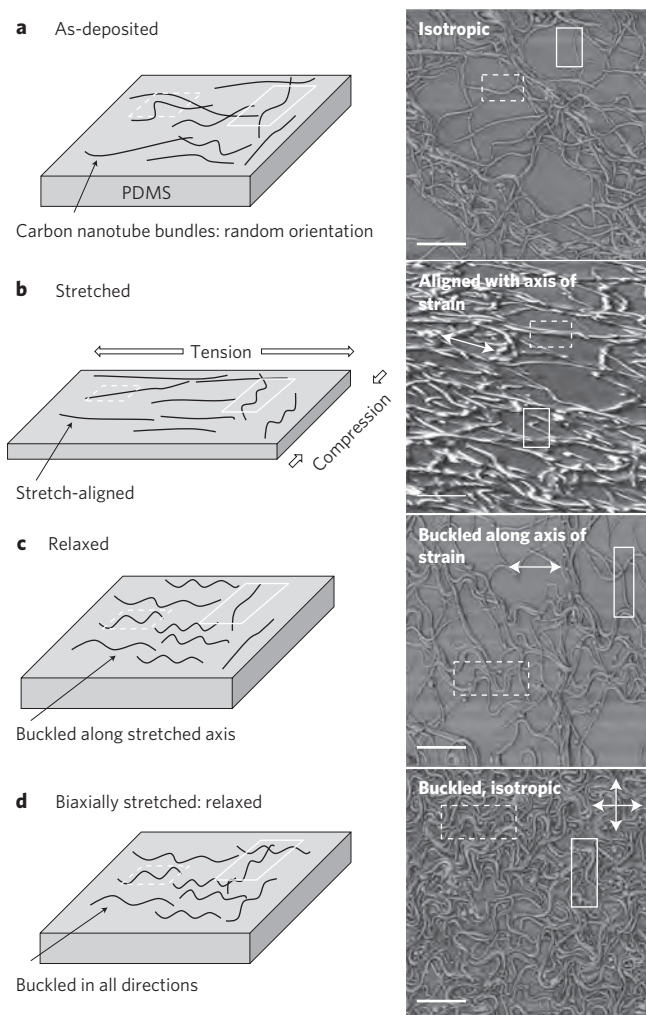 a As-deposited
Isotropic
PDMS
Carbon nanotube bundles: random orientation
b Stretched
Aligned with axis of
strain
Tension
Compression
Stretch-aligned
c Relaxed
Buckled along axis of
strain
Buckled along stretched axis
d Biaxially stretched: relaxed
Buckled, isotropic
Buckled in all directions